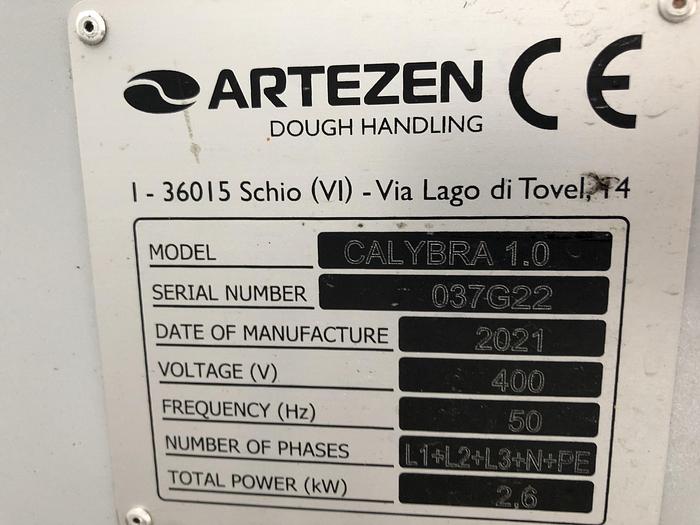 ARTEZEN CE
DOUGH HANDLING
I - 36015 Schio (VI) - Via Lago di Tovel, 14
MODEL CALYBRA 1.0
SERIAL NUMBER 037G22
DATE OF MANUFACTURE 2021
VOLTAGE (V) 400
FREQUENCY (Hz) 50
NUMBER OF PHASES L1+L2+L3+N+PE
TOTAL POWER (kW) 2,6